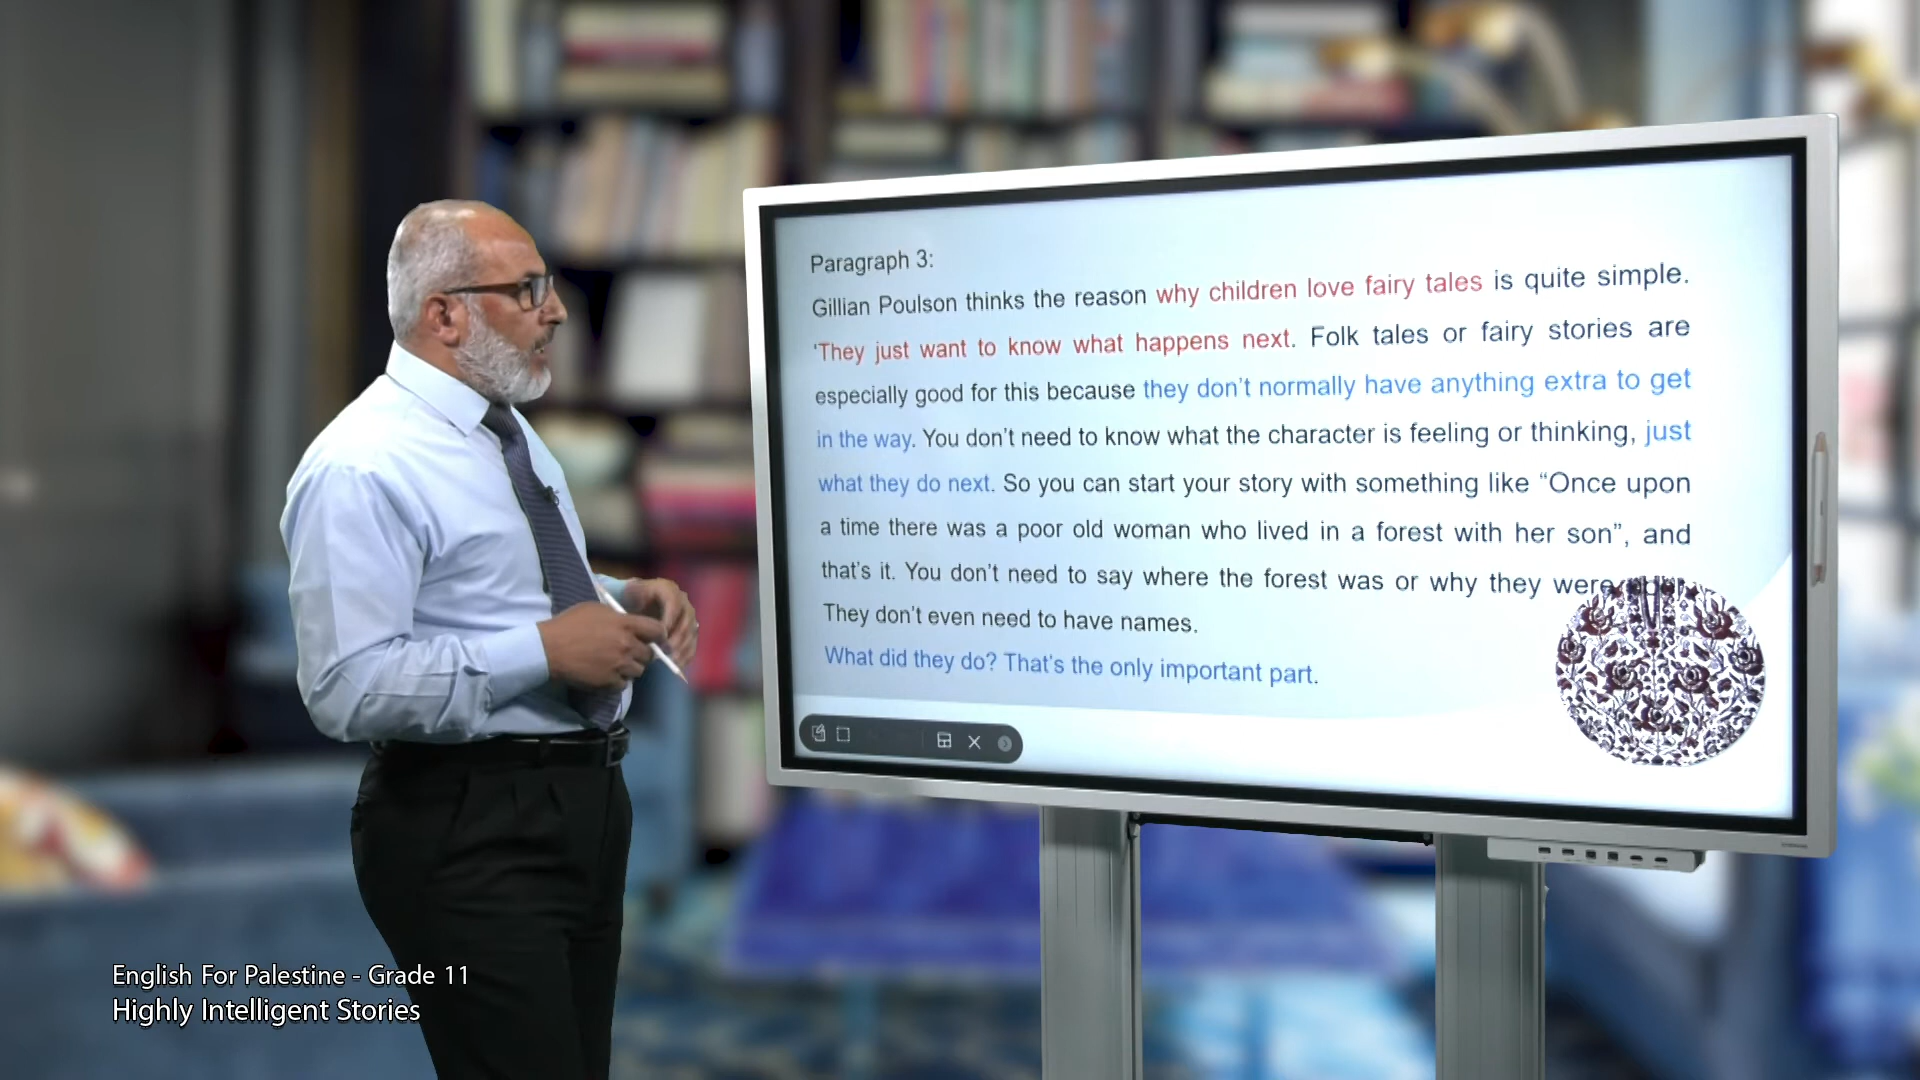 Paragraph 3:
Gillian Poulson thinks the reason why children love fairy tales is quite simple.
'They just want to know what happens next. Folk tales or fairy stories are
especially good for this because they don't normally have anything extra to get
in the way. You don't need to know what the character is feeling or thinking, just
what they do next. So you can start your story with something like “Once upon
a time there was a poor old woman who lived in a forest with her son”, and
that's it. You don't need to say where the forest was or why they were
They don't even need to have names.
What did they do? That's the only important part.
English For Palestine - Grade 11
Highly Intelligent Stories